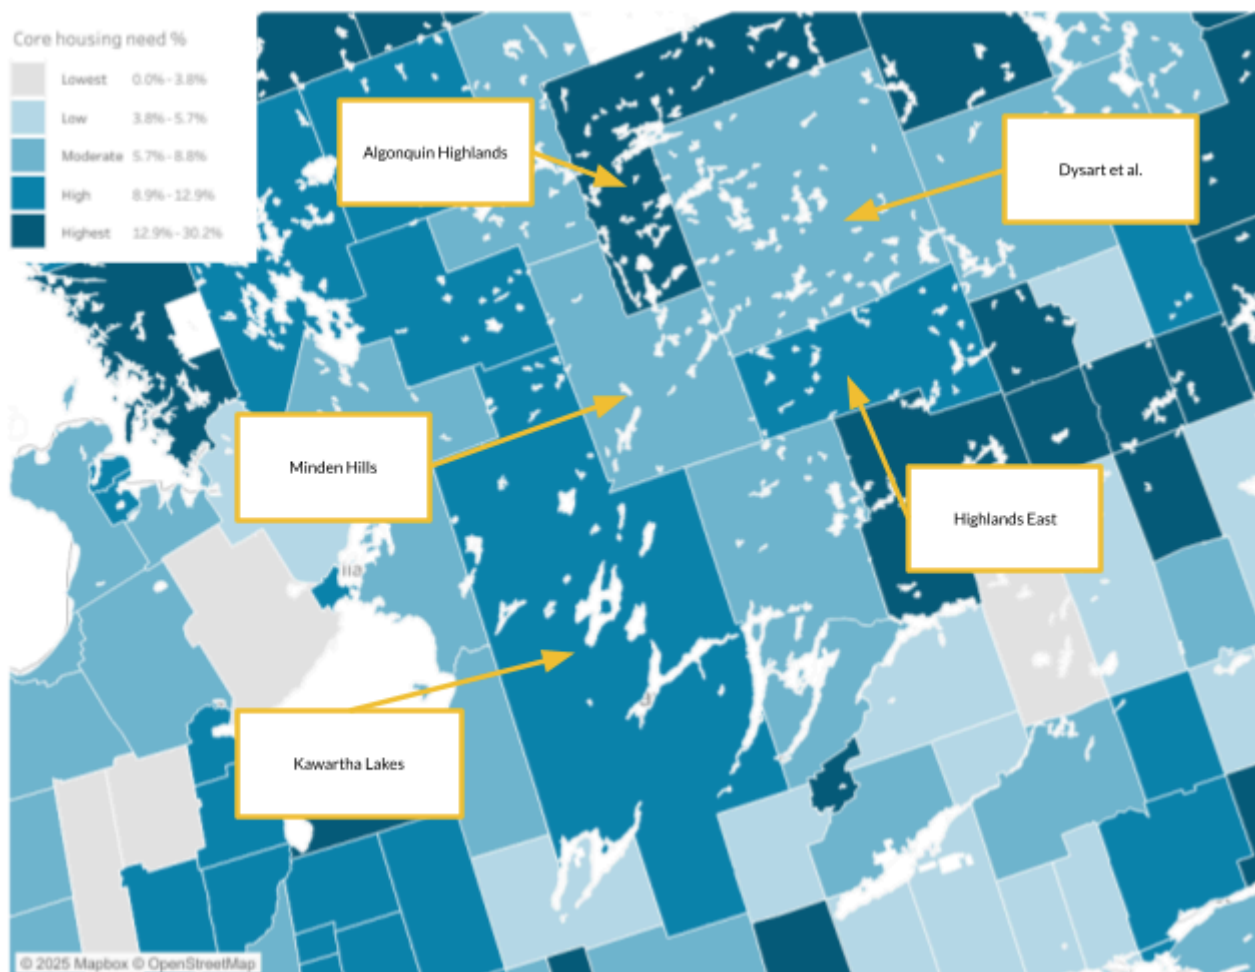 Core housing need %
Lowest 0.0% - 3.8%
Low 3.8% - 5.7%
Moderate 5.7% - 8.8%
High 8.9% - 12.9%
Highest 12.9% - 30.2%
Algonquin Highlands
Dysart et al.
Minden Hills
Highlands East
Kawartha Lakes
© 2025 Mapbox © OpenStreetMap